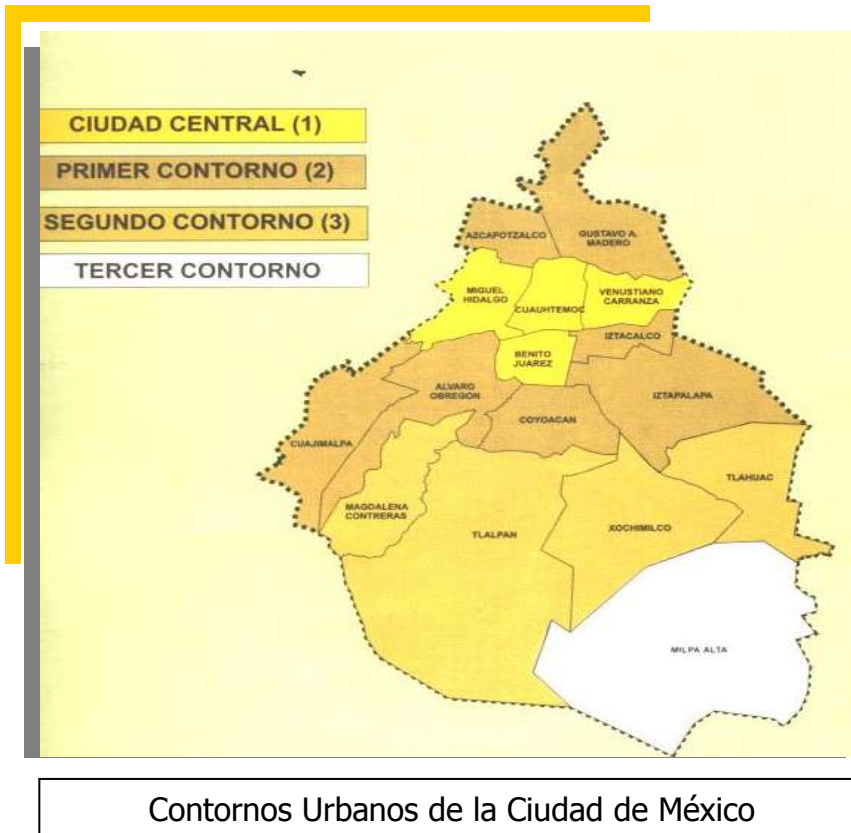 CIUDAD CENTRAL (1)
PRIMER CONTORNO (2)
SEGUNDO CONTORNO (3)
TERCER CONTORNO
AZCAPOTZALCO
GUSTAVO A.
MADERO
MIGUEL
HIDALGO
CUAUHTEMOC
VENUSTIANO
CARRANZA
IZTACALCO
BENITO
JUAREZ
ALVARO
OBREGON
IZTAPALAPA
COYOACAN
CUAJIMALPA
TLAHUAC
MAGDALENA
CONTRERAS
TLALPAN
XOCHIMILCO
MILPA ALTA
Contornos Urbanos de la Ciudad de México